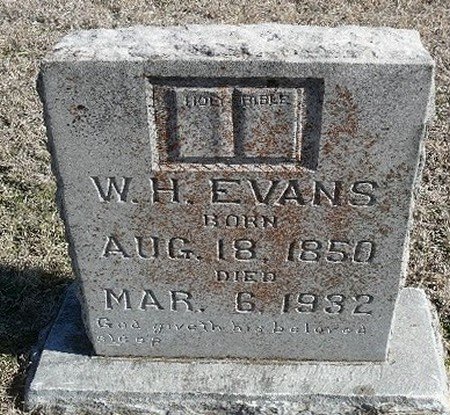 HOLY BIBLE
W.H. EVANS
BORN
AUG. 18, 1850
DIED
MAR. 6, 1932
God giveth his beloved
sleep